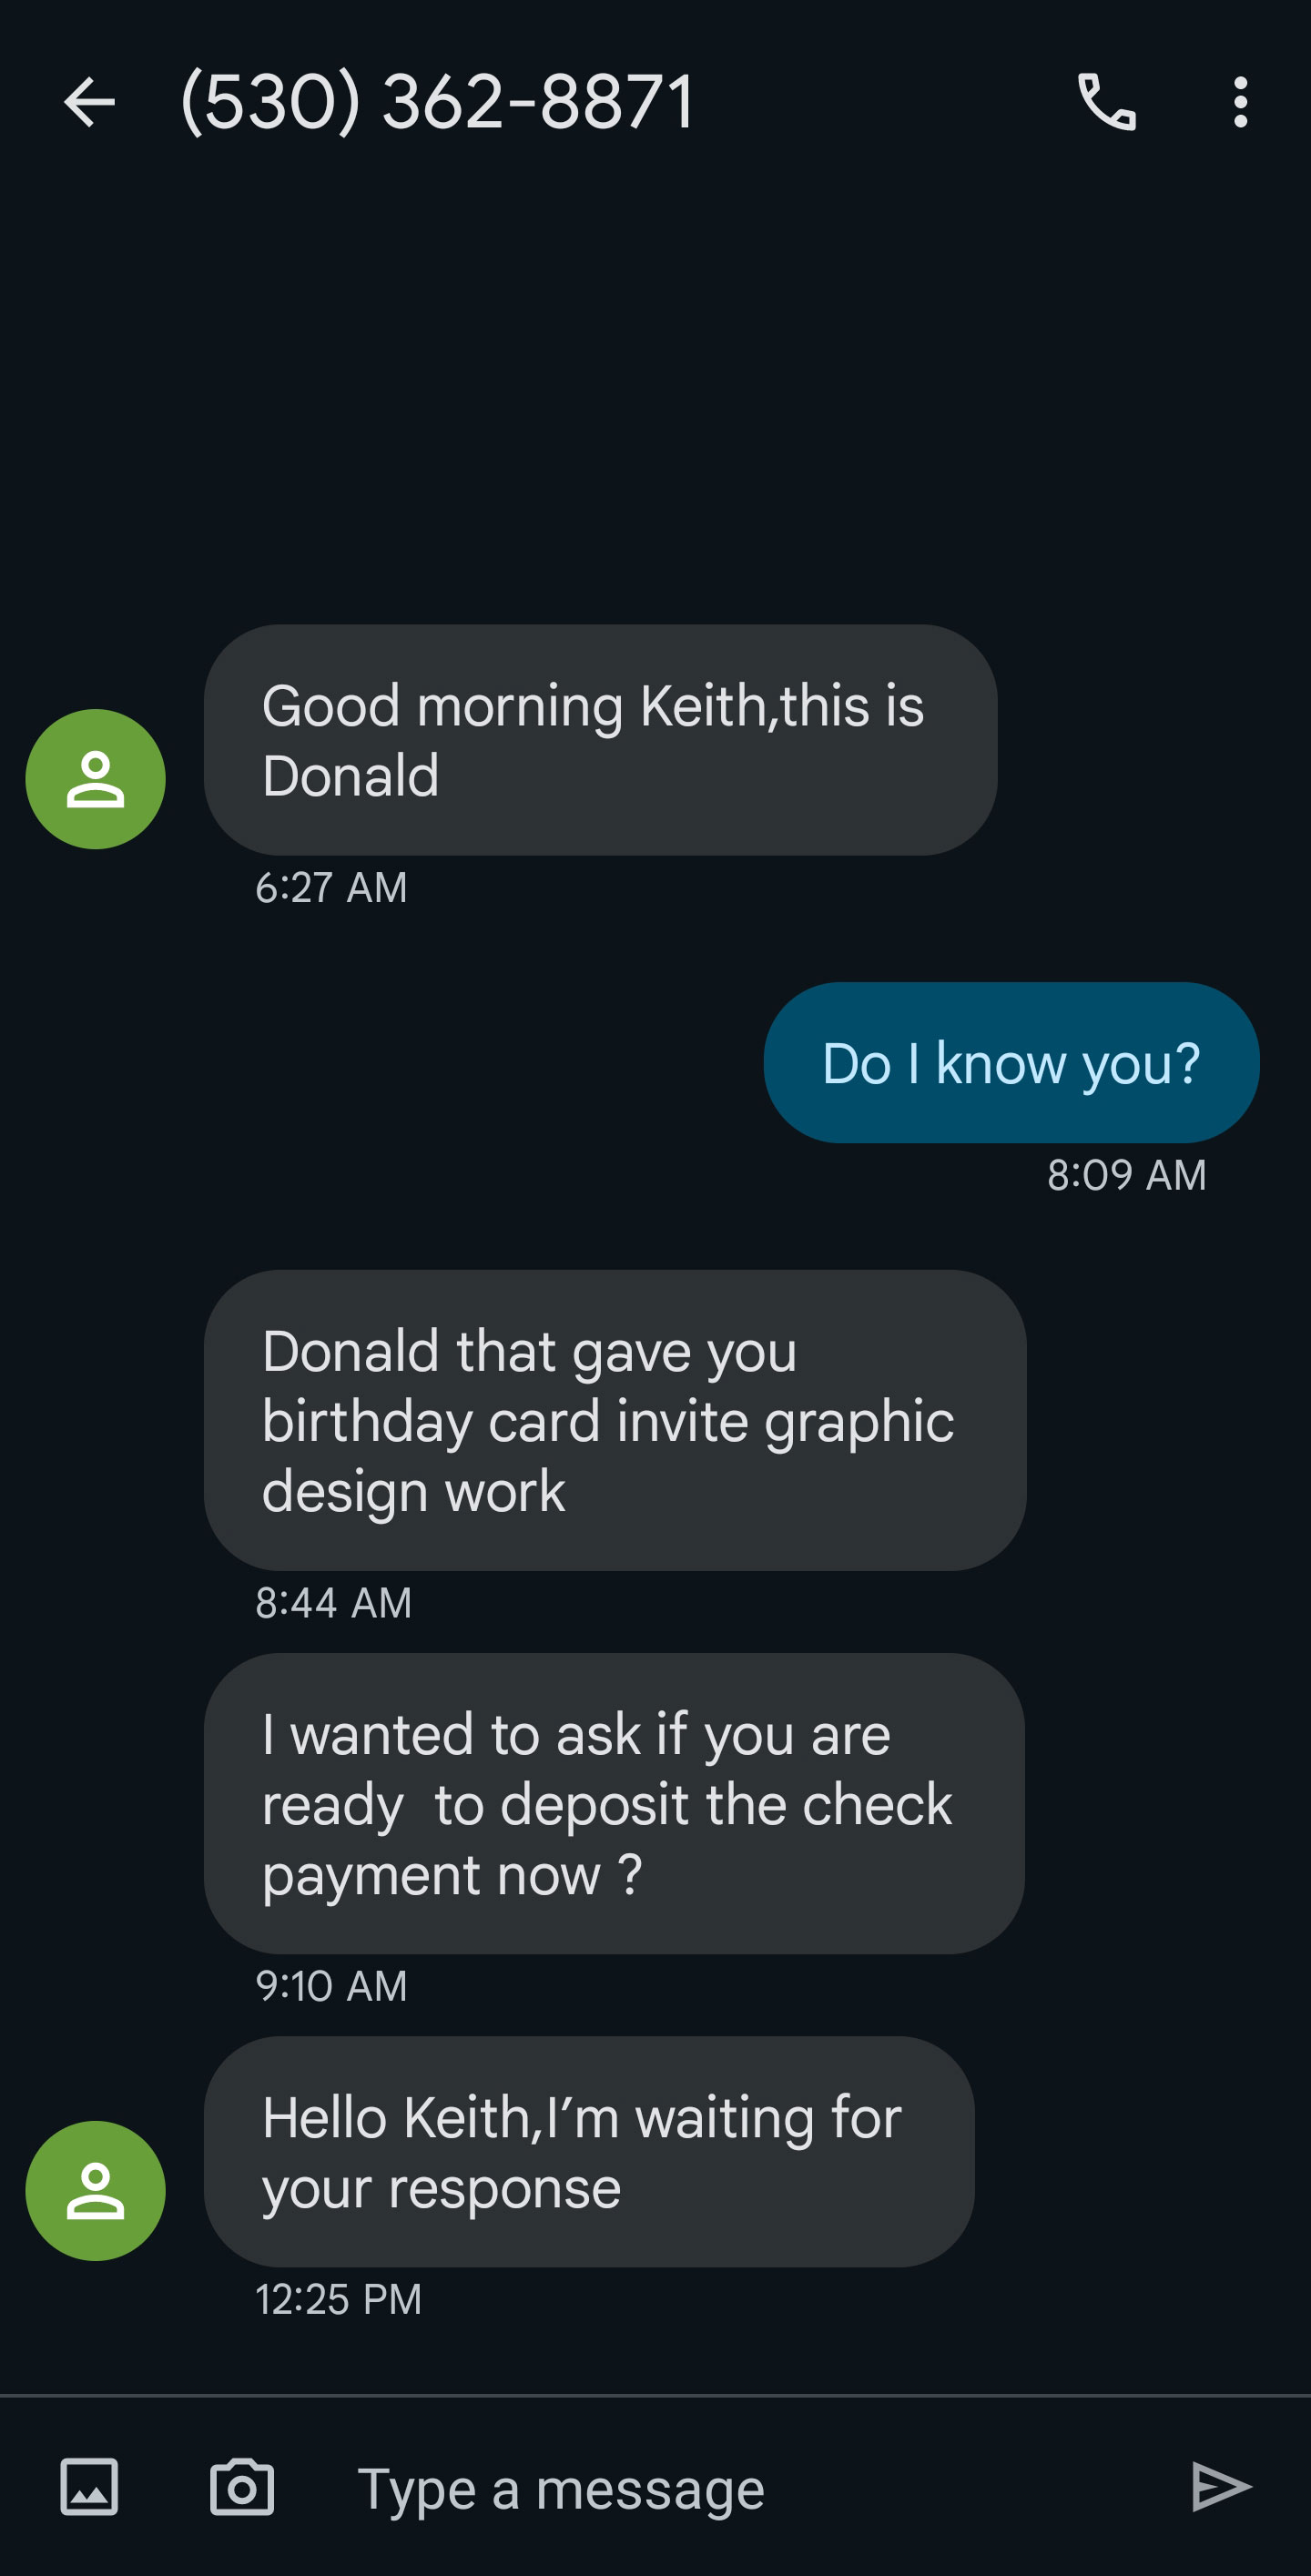 (530) 362-8871
Good morning Keith,this is
Donald
6:27 AM
Do I know you?
8:09 AM
Donald that gave you
birthday card invite graphic
design work
8:44 AM
I wanted to ask if you are
ready  to deposit the check
payment now ?
9:10 AM
Hello Keith,I’m waiting for
your response
12:25 PM
Type a message